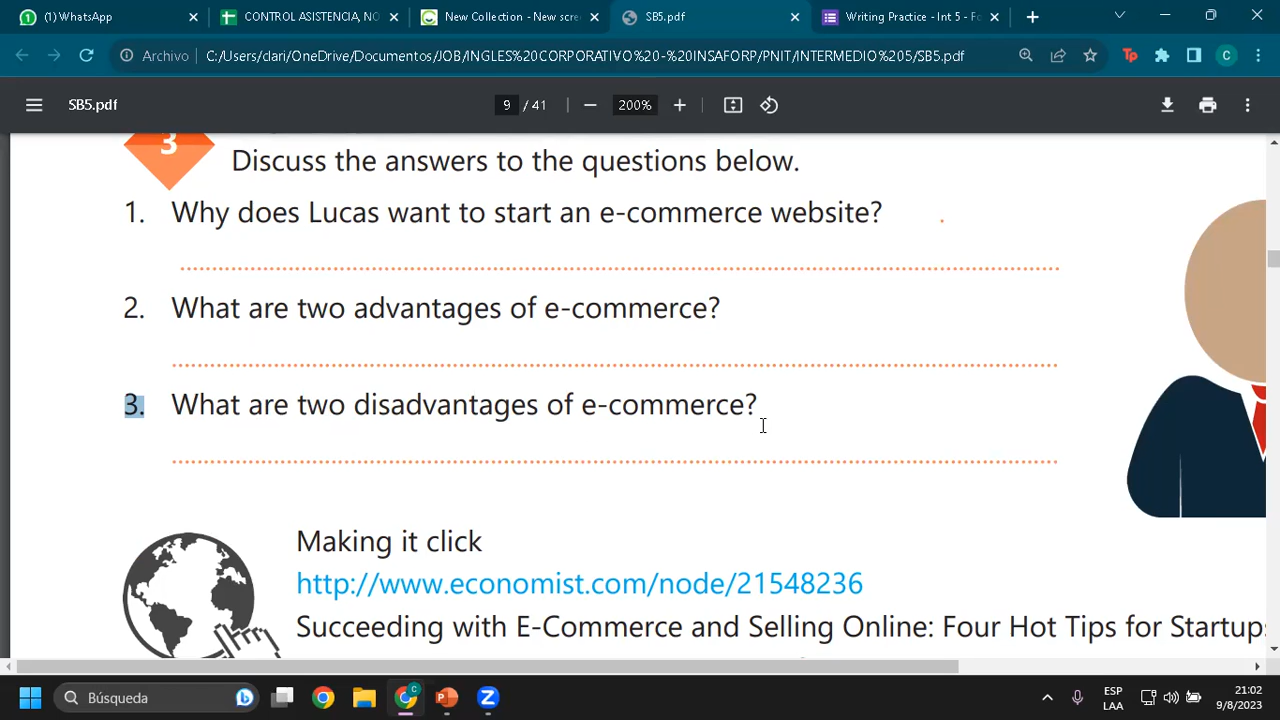 (1) WhatsApp
CONTROL ASISTENCIA, NO
New Collection - New scre
SB5.pdf
Writing Practice - Int 5 - Fo
Archivo
C:/Users/clari/OneDrive/Documentos/JOB/INGLES%20CORPORATIVO%20-%20INSAFORP/PNIT/INTERMEDIO%205/SB5.pdf
C
SB5.pdf
9 / 41
200%
3
Discuss the answers to the questions below.
1. Why does Lucas want to start an e-commerce website?
2. What are two advantages of e-commerce?
3. What are two disadvantages of e-commerce?
Making it click
http://www.economist.com/node/21548236
Succeeding with E-Commerce and Selling Online: Four Hot Tips for Startup
Búsqueda
ESP
LAA
21:02
9/8/2023